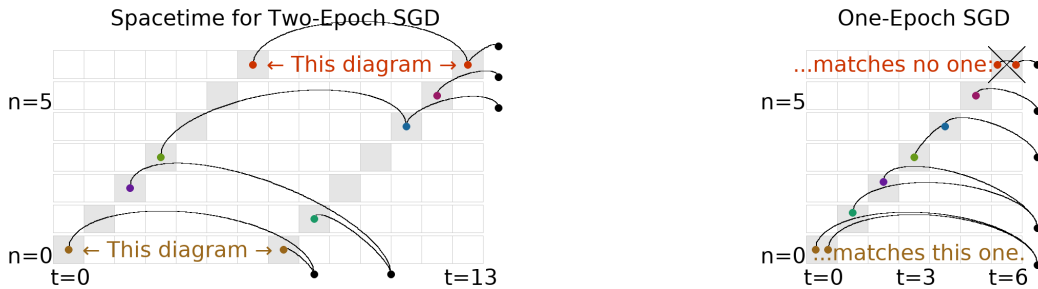 Spacetime for Two-Epoch SGD
← This diagram →
n=5
← This diagram →
n=0
t=0
t=13
One-Epoch SGD
...matches no one:
n=5
n=0
...matches this one.
t=0
t=3
t=6